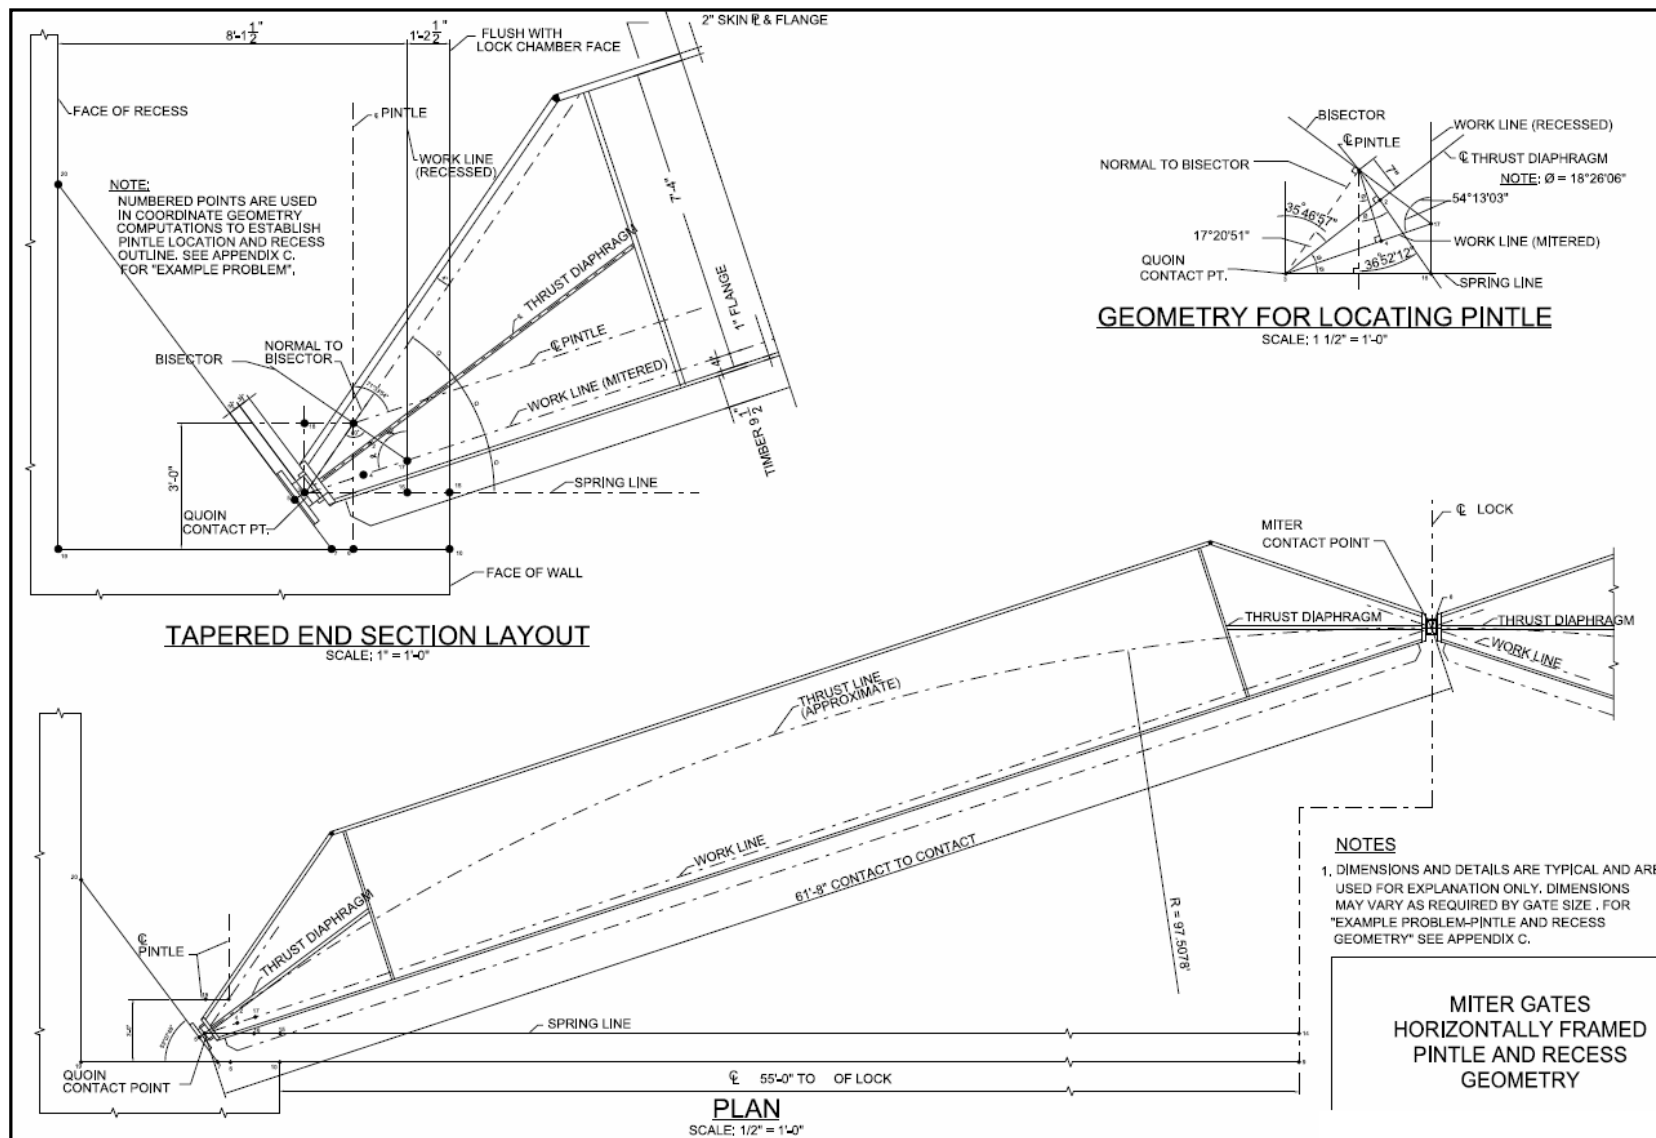 8'-1 1/2"
1'-2 1/2"
FLUSH WITH
LOCK CHAMBER FACE
2" SKIN ℄ & FLANGE
FACE OF RECESS
℄ PINTLE
WORK LINE
(RECESSED)
20
NOTE:
NUMBERED POINTS ARE USED
IN COORDINATE GEOMETRY
COMPUTATIONS TO ESTABLISH
PINTLE LOCATION AND RECESS
OUTLINE. SEE APPENDIX C.
FOR "EXAMPLE PROBLEM",
7'-4"
THRUST DIAPHRAGM
1" FLANGE
℄ PINTLE
NORMAL TO
BISECTOR
BISECTOR
WORK LINE (MITERED)
4"
TIMBER 9 1/2"
3'-0"
SPRING LINE
QUOIN
CONTACT PT.
FACE OF WALL
TAPERED END SECTION LAYOUT
SCALE; 1" = 1'-0"
BISECTOR
WORK LINE (RECESSED)
℄ PINTLE
℄ THRUST DIAPHRAGM
NORMAL TO BISECTOR
7"
NOTE: Ø = 18°26'06"
54°13'03"
35°46'57"
17
17°20'51"
WORK LINE (MITERED)
36°52'12"
QUOIN
CONTACT PT.
SPRING LINE
GEOMETRY FOR LOCATING PINTLE
SCALE; 1 1/2" = 1'-0"
℄ LOCK
MITER
CONTACT POINT
THRUST DIAPHRAGM
THRUST DIAPHRAGM
WORK LINE
THRUST LINE
(APPROXIMATE)
WORK LINE
61'-8" CONTACT TO CONTACT
R = 97.5078'
20
THRUST DIAPHRAGM
℄
PINTLE
17
SPRING LINE
14
QUOIN
CONTACT POINT
℄ 55'-0" TO OF LOCK
PLAN
SCALE; 1/2" = 1'-0"
NOTES
1. DIMENSIONS AND DETAILS ARE TYPICAL AND ARE
USED FOR EXPLANATION ONLY. DIMENSIONS
MAY VARY AS REQUIRED BY GATE SIZE . FOR
"EXAMPLE PROBLEM-PINTLE AND RECESS
GEOMETRY" SEE APPENDIX C.
MITER GATES
HORIZONTALLY FRAMED
PINTLE AND RECESS
GEOMETRY